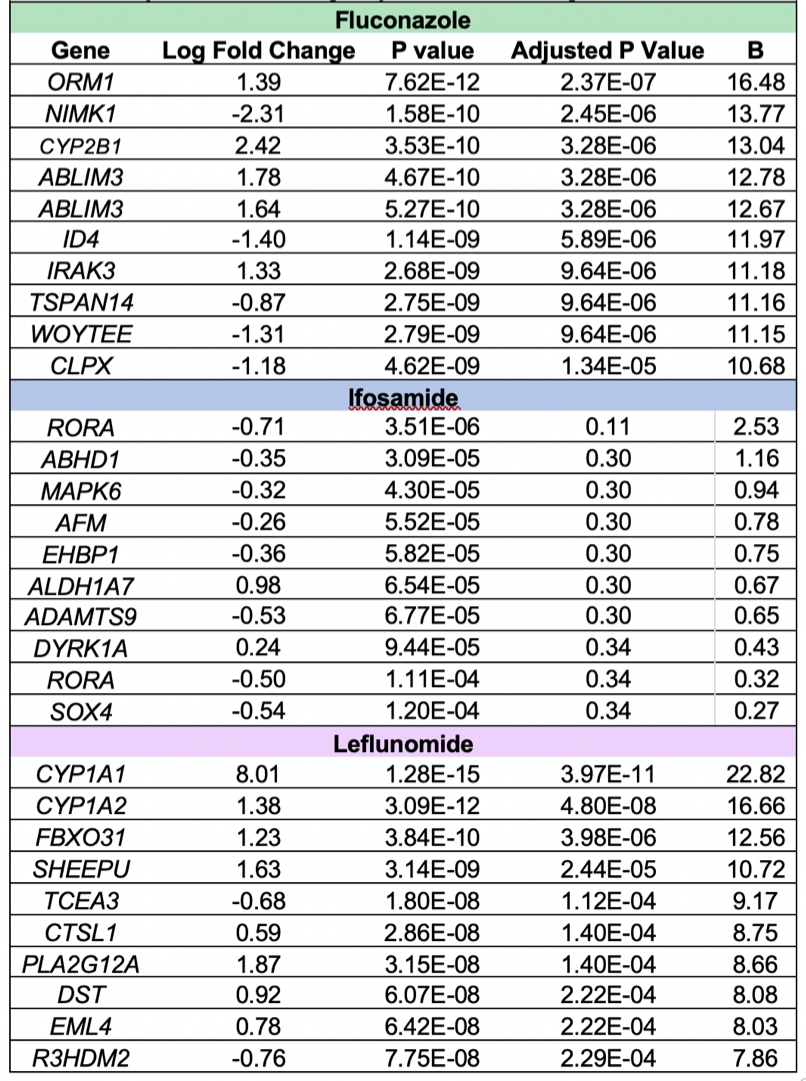 Fluconazole
Gene Log Fold Change P value Adjusted P Value B
ORM1 1.39 7.62E-12 2.37E-07 16.48
NIMK1 -2.31 1.58E-10 2.45E-06 13.77
CYP2B1 2.42 3.53E-10 3.28E-06 13.04
ABLIM3 1.78 4.67E-10 3.28E-06 12.78
ABLIM3 1.64 5.27E-10 3.28E-06 12.67
ID4 -1.40 1.14E-09 5.89E-06 11.97
IRAK3 1.33 2.68E-09 9.64E-06 11.18
TSPAN14 -0.87 2.75E-09 9.64E-06 11.16
WOYTEE -1.31 2.79E-09 9.64E-06 11.15
CLPX -1.18 4.62E-09 1.34E-05 10.68
Ifosamide
RORA -0.71 3.51E-06 0.11 2.53
ABHD1 -0.35 3.09E-05 0.30 1.16
MAPK6 -0.32 4.30E-05 0.30 0.94
AFM -0.26 5.52E-05 0.30 0.78
EHBP1 -0.36 5.82E-05 0.30 0.75
ALDH1A7 0.98 6.54E-05 0.30 0.67
ADAMTS9 -0.53 6.77E-05 0.30 0.65
DYRK1A 0.24 9.44E-05 0.34 0.43
RORA -0.50 1.11E-04 0.34 0.32
SOX4 -0.54 1.20E-04 0.34 0.27
Leflunomide
CYP1A1 8.01 1.28E-15 3.97E-11 22.82
CYP1A2 1.38 3.09E-12 4.80E-08 16.66
FBXO31 1.23 3.84E-10 3.98E-06 12.56
SHEEPU 1.63 3.14E-09 2.44E-05 10.72
TCEA3 -0.68 1.80E-08 1.12E-04 9.17
CTSL1 0.59 2.86E-08 1.40E-04 8.75
PLA2G12A 1.87 3.15E-08 1.40E-04 8.66
DST 0.92 6.07E-08 2.22E-04 8.08
EML4 0.78 6.42E-08 2.22E-04 8.03
R3HDM2 -0.76 7.75E-08 2.29E-04 7.86